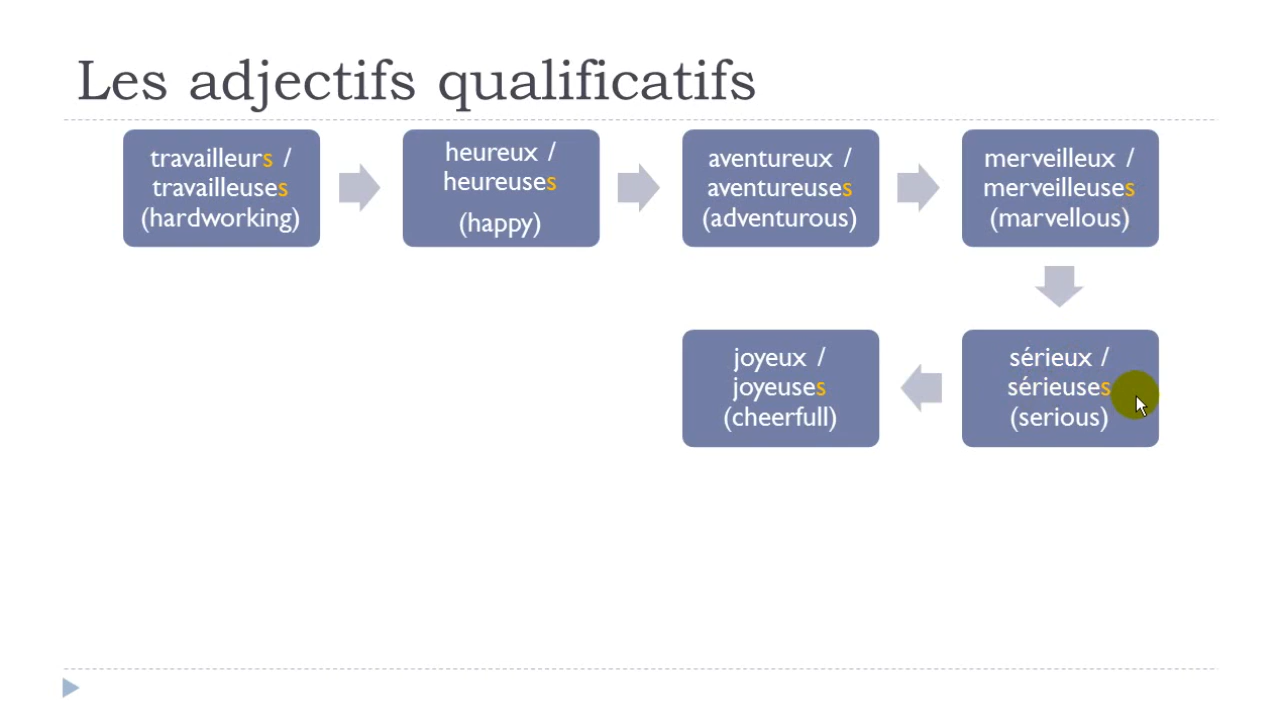 Les adjectifs qualificatifs
travailleurs /
travailleuses
(hardworking)
heureux /
heureuses
(happy)
aventureux /
aventureuses
(adventurous)
merveilleux /
merveilleuses
(marvellous)
sérieux /
sérieuses
(serious)
joyeux /
joyeuses
(cheerfull)